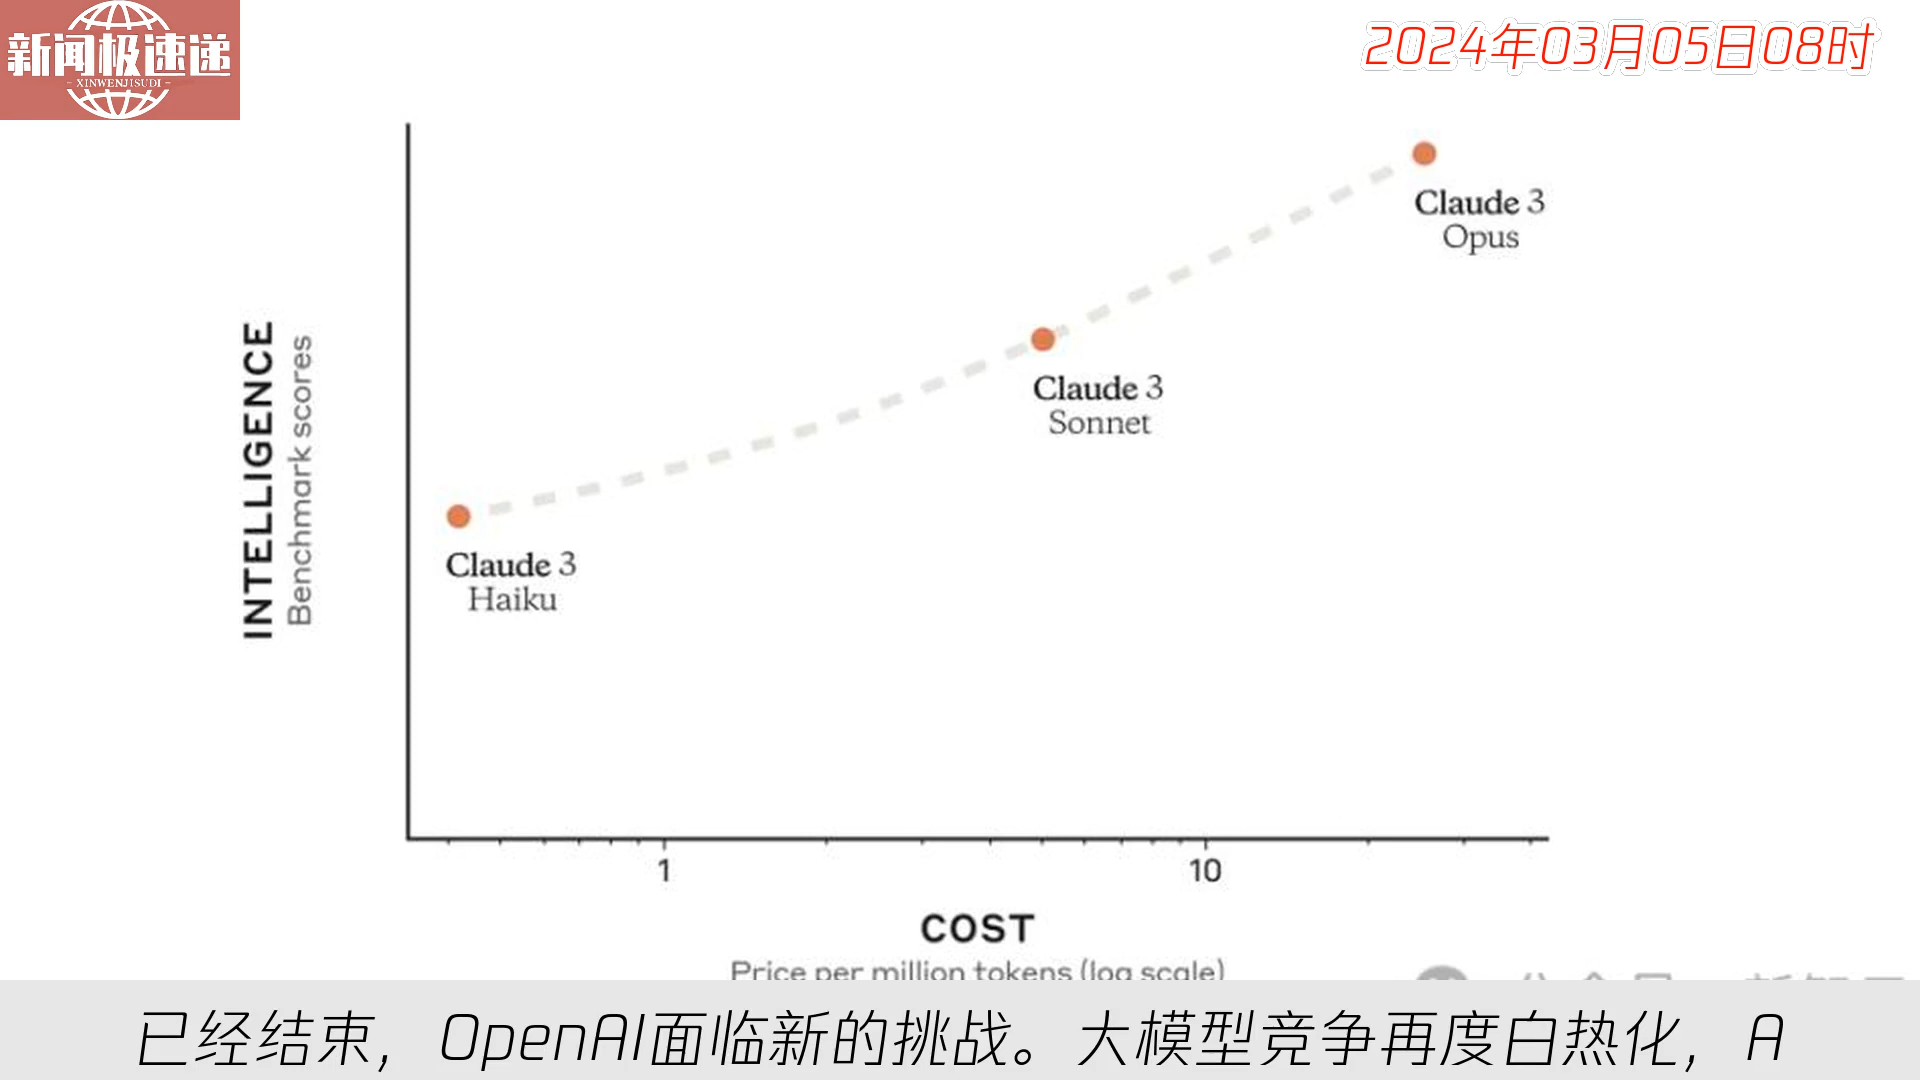 新闻极速递
XINWENJISUDI
2024年03月05日08时
INTELLIGENCE
Benchmark scores
Claude 3
Opus
Claude 3
Sonnet
Claude 3
Haiku
1
10
COST
Price per million tokens (log scale)
已经结束，OpenAI面临新的挑战。大模型竞争再度白热化，A